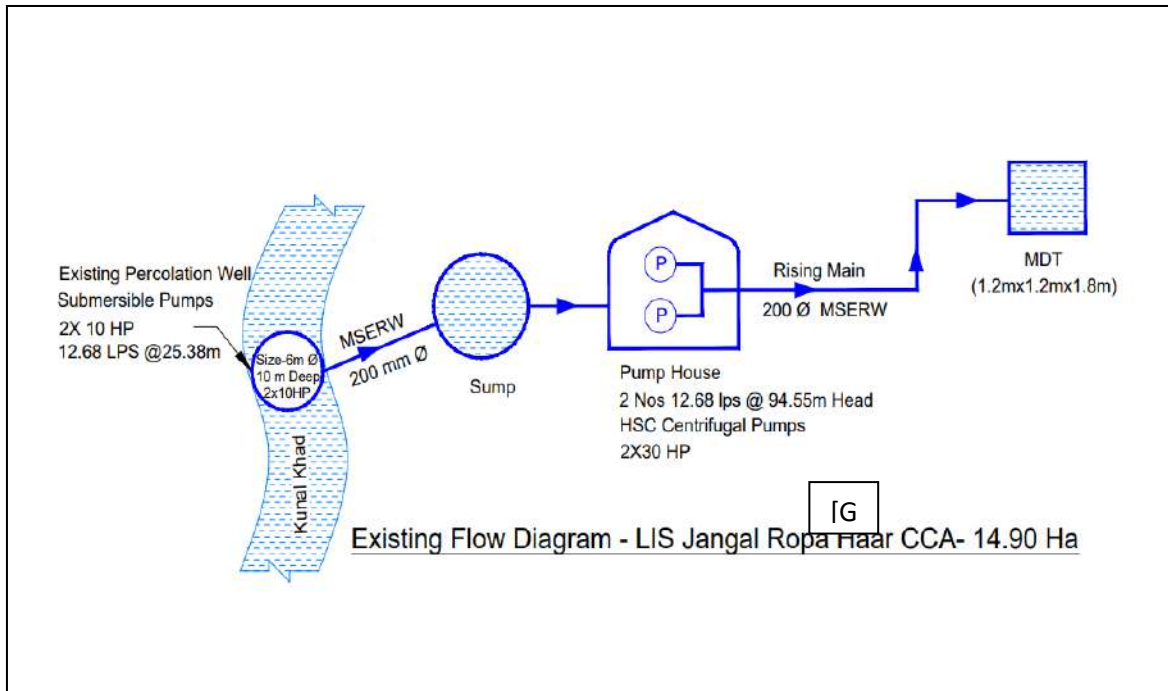 Existing Percolation Well
Submersible Pumps
2X 10 HP
12.68 LPS @25.38m
Size-6m Ø
10 m Deep
2x10HP
Kunal Khad
MSERW
200 mm Ø
Sump
P
P
Pump House
2 Nos 12.68 lps @ 94.55m Head
HSC Centrifugal Pumps
2X30 HP
Rising Main
200 Ø MSERW
MDT
(1.2mx1.2mx1.8m)
[G
Existing Flow Diagram - LIS Jangal Ropa Haar CCA- 14.90 Ha